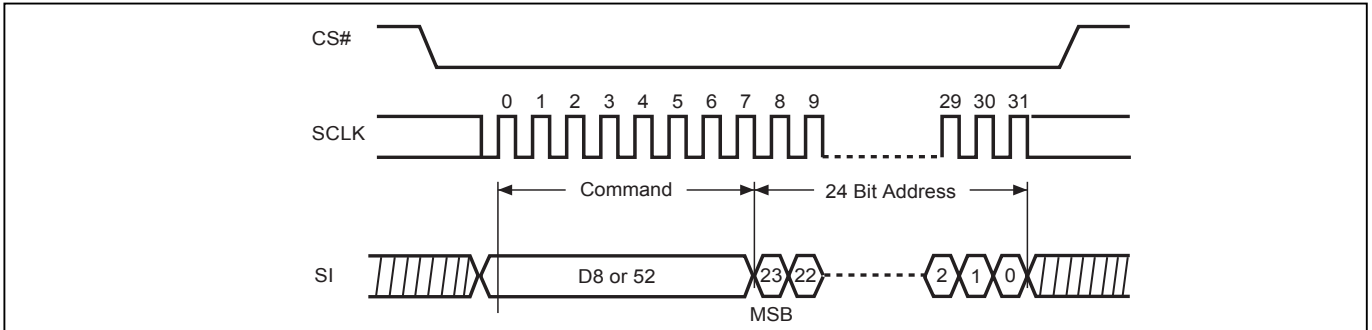 CS#
0 1 2 3 4 5 6 7 8 9 29 30 31
SCLK
Command 24 Bit Address
SI D8 or 52 23 22 2 1 0
MSB